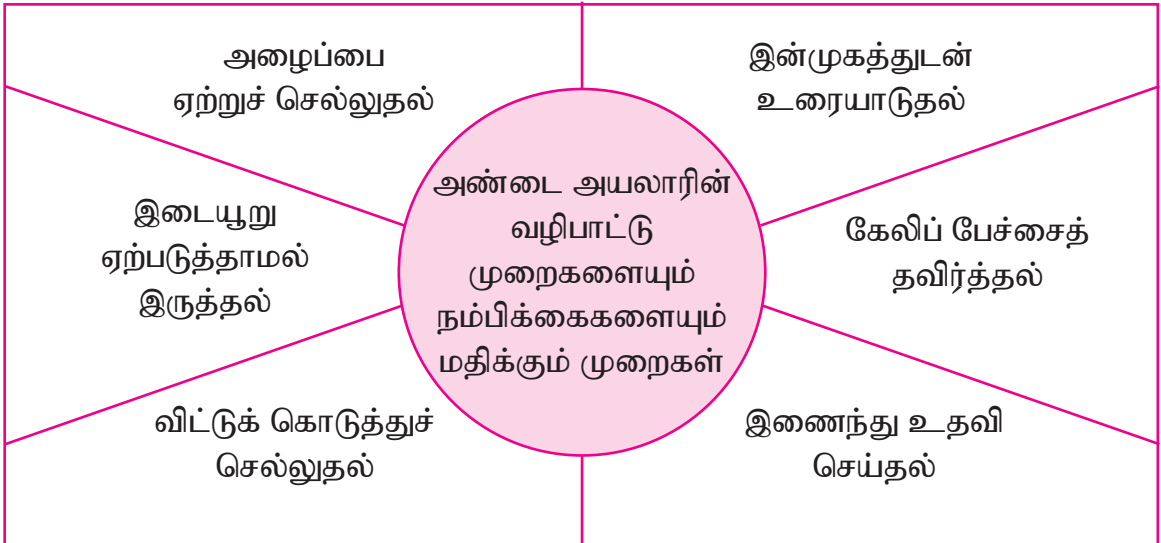 அழைப்பை
ஏற்றுச் செல்லுதல்
இன்முகத்துடன்
உரையாடுதல்
அண்டை அயலாரின்
வழிபாட்டு
முறைகளையும்
நம்பிக்கைகளையும்
மதிக்கும் முறைகள்
இடையூறு
ஏற்படுத்தாமல்
இருத்தல்
கேலிப் பேச்சைத்
தவிர்த்தல்
விட்டுக் கொடுத்துச்
செல்லுதல்
இணைந்து உதவி
செய்தல்